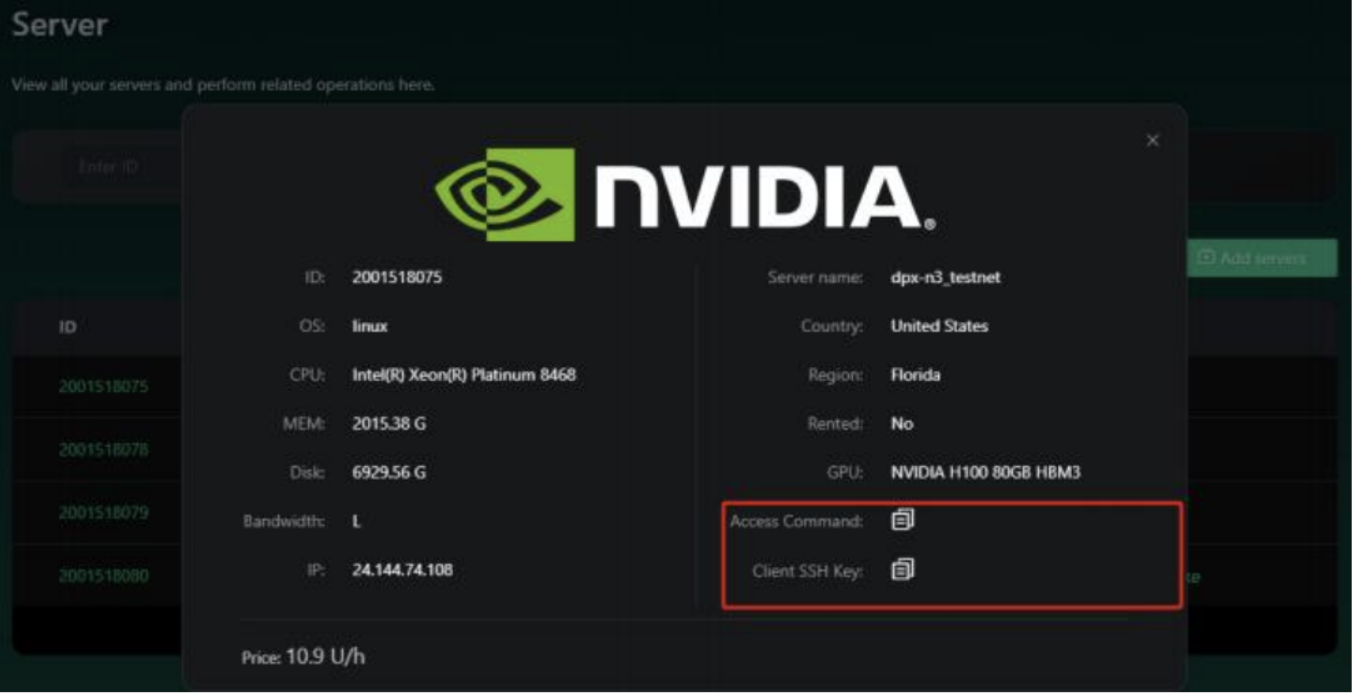 Server
View all your servers and perform related operations here.
Enter ID
NVIDIA.®
Add servers
ID: 2001518075
Server name: dpx-n3_testnet
ID
OS: linux
Country: United States
CPU: Intel(R) Xeon(R) Platinum 8468
Region: Florida
2001518075
MEM: 2015.38 G
Rented: No
2001518078
Disk: 6929.56 G
GPU: NVIDIA H100 80GB HBM3
2001518079
Bandwidth: L
Access Command:
IP: 24.144.74.108
Client SSH Key:
2001518080
Price: 10.9 U/h